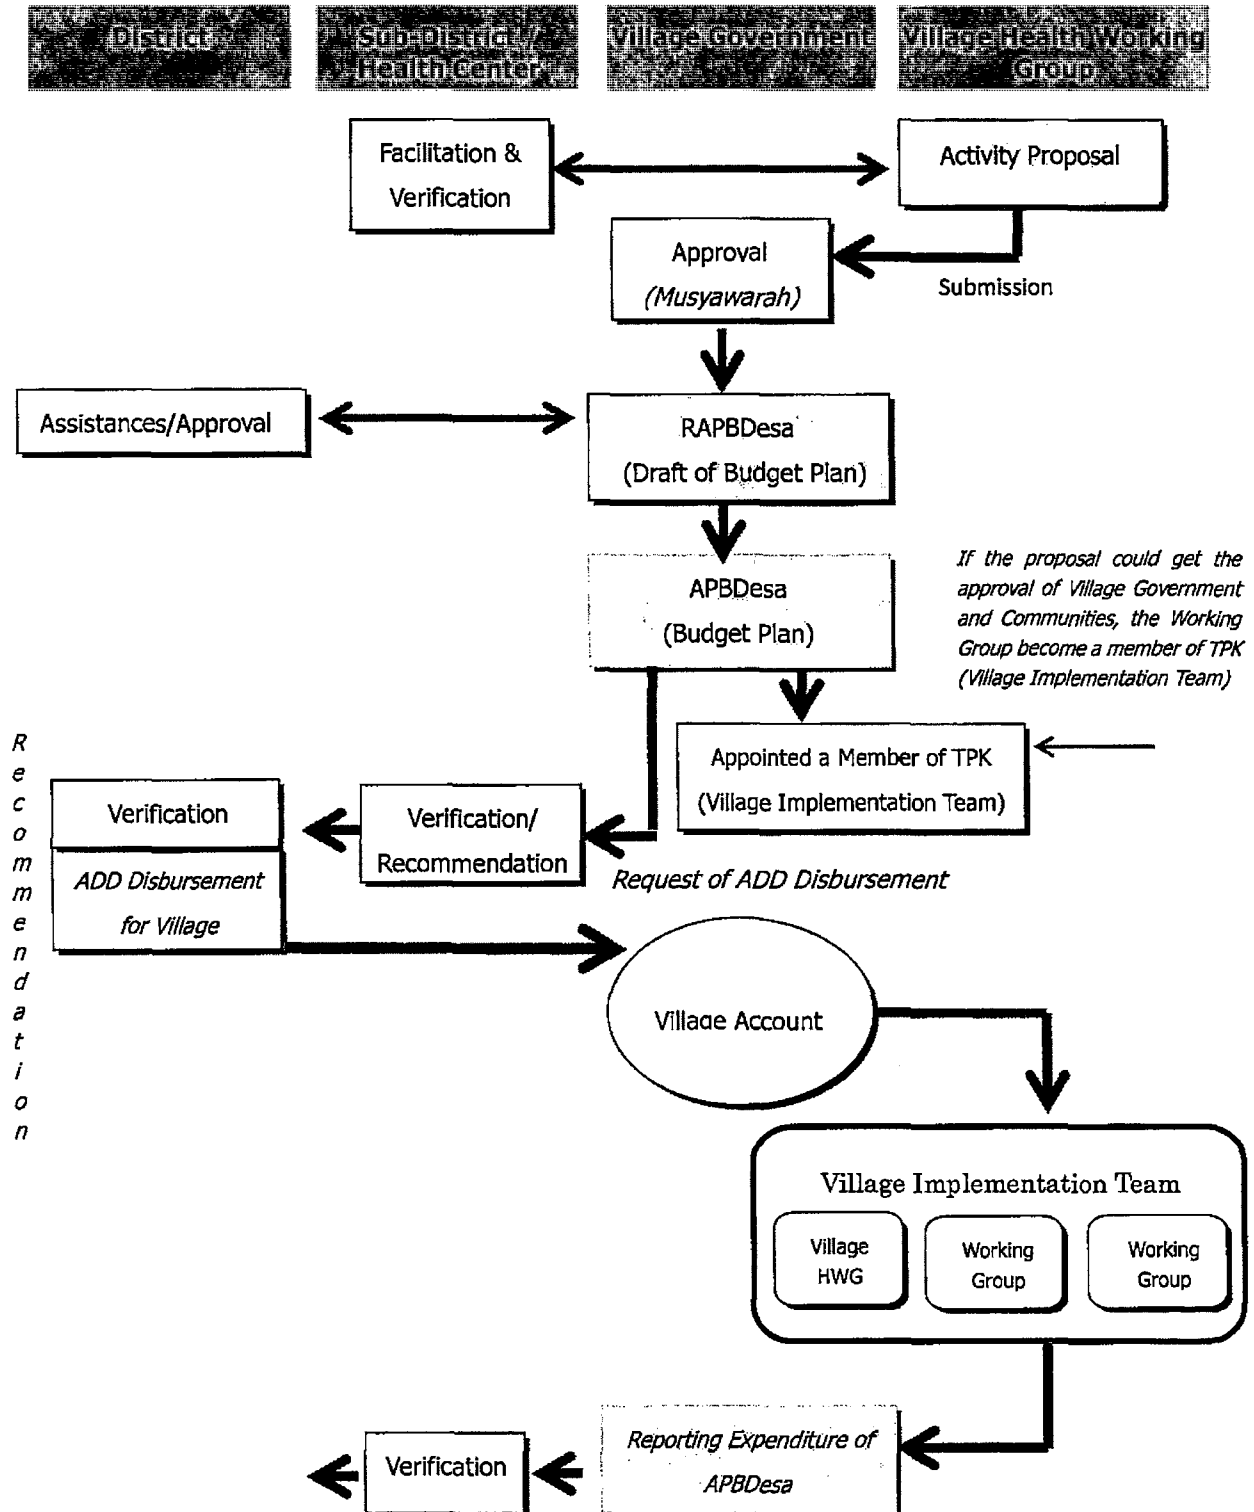 District
Sub-District /
Health Center
Village Government
Village Health Working
Group
Facilitation &
Verification
Activity Proposal
Approval
(Musyawarah)
Submission
Assistances/Approval
RAPBDesa
(Draft of Budget Plan)
APBDesa
(Budget Plan)
If the proposal could get the
approval of Village Government
and Communities, the Working
Group become a member of TPK
(Village Implementation Team)
Appointed a Member of TPK
(Village Implementation Team)
Recommendation
Verification
ADD Disbursement
for Village
Verification/
Recommendation
Request of ADD Disbursement
Village Account
Village Implementation Team
Village
HWG
Working
Group
Working
Group
Reporting Expenditure of
APBDesa
Verification